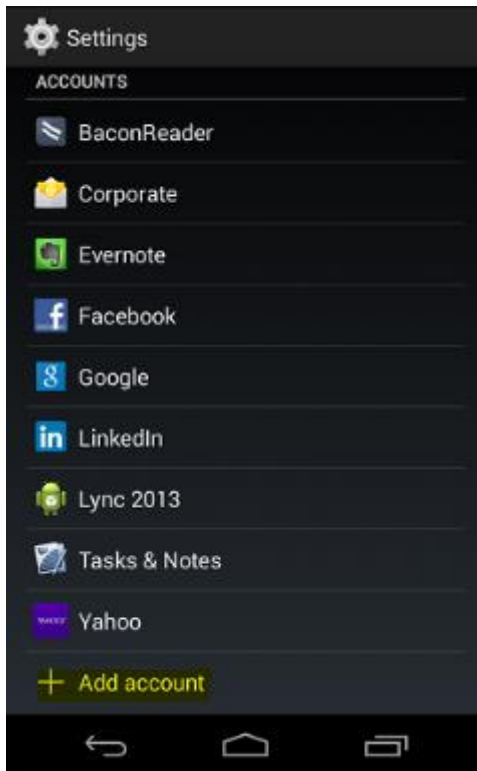 Settings
ACCOUNTS
BaconReader
Corporate
Evernote
Facebook
Google
LinkedIn
Lync 2013
Tasks & Notes
Yahoo
Add account